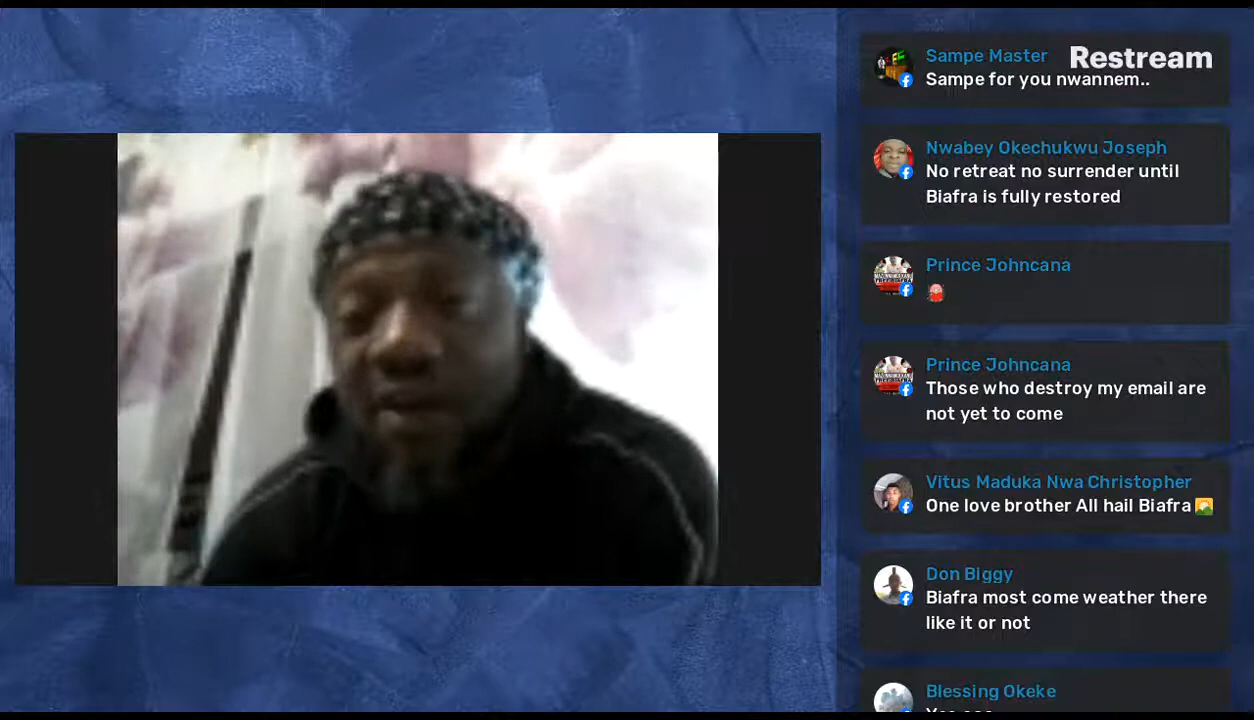 Restream
Sampe Master
Sampe for you nwannem..
Nwabey Okechukwu Joseph
No retreat no surrender until
Biafra is fully restored
Prince Johncana
Prince Johncana
Those who destroy my email are
not yet to come
Vitus Maduka Nwa Christopher
One love brother All hail Biafra
Don Biggy
Biafra most come weather there
like it or not
Blessing Okeke